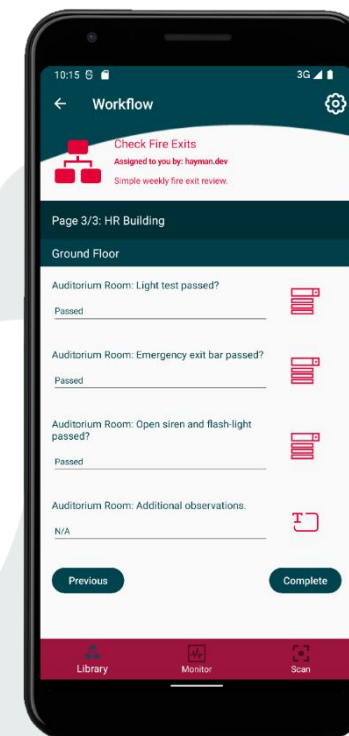 10:15
3G
Workflow
Check Fire Exits
Assigned to you by: hayman.dev
Simple weekly fire exit review.
Page 3/3: HR Building
Ground Floor
Auditorium Room: Light test passed?
Passed
Auditorium Room: Emergency exit bar passed?
Passed
Auditorium Room: Open siren and flash-light
passed?
Passed
Auditorium Room: Additional observations.
T
N/A
Previous
Complete
Library
Monitor
Scan